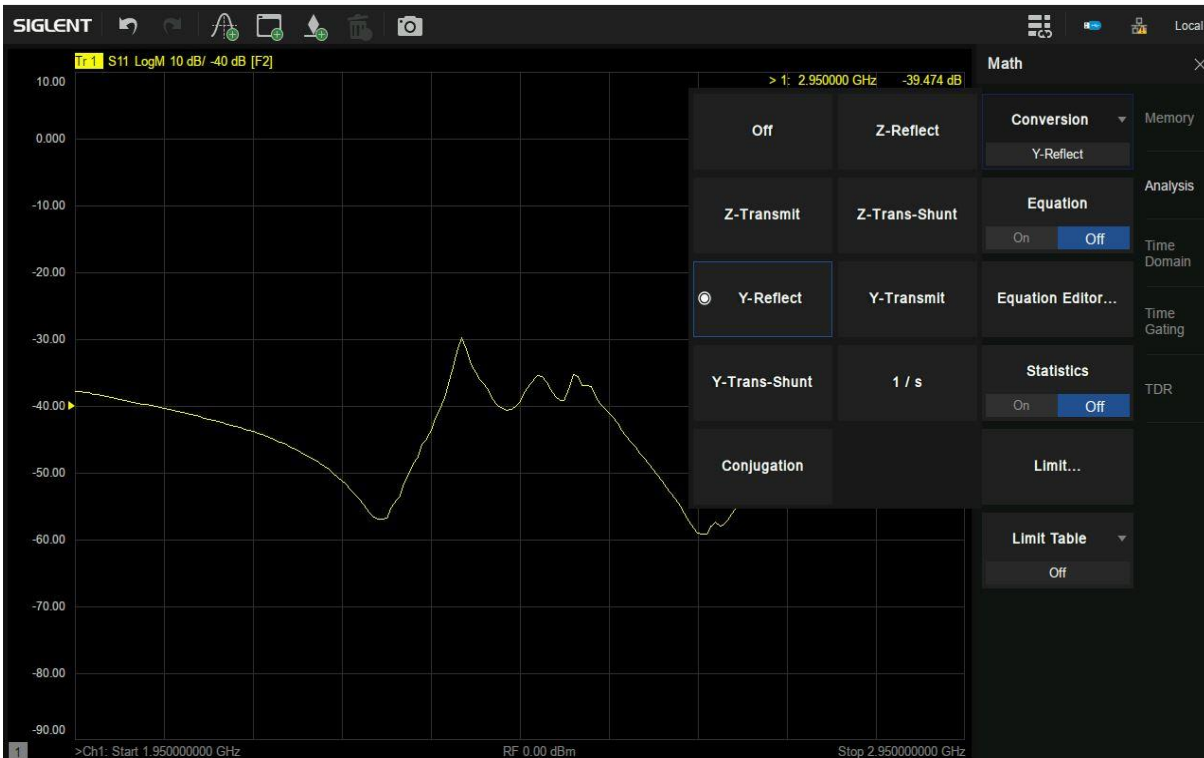 SIGLENT
Local
Tr 1 S11 LogM 10 dB/ -40 dB [F2]
> 1: 2.950000 GHz -39.474 dB
10.00
0.000
-10.00
-20.00
-30.00
-40.00
-50.00
-60.00
-70.00
-80.00
-90.00
Off
Z-Reflect
Z-Transmit
Z-Trans-Shunt
Y-Reflect
Y-Transmit
Y-Trans-Shunt
1 / s
Conjugation
Math
Conversion
Y-Reflect
Equation
On Off
Equation Editor...
Statistics
On Off
Limit...
Limit Table
Off
Memory
Analysis
Time
Domain
Time
Gating
TDR
1
>Ch1: Start 1.950000000 GHz
RF 0.00 dBm
Stop 2.950000000 GHz